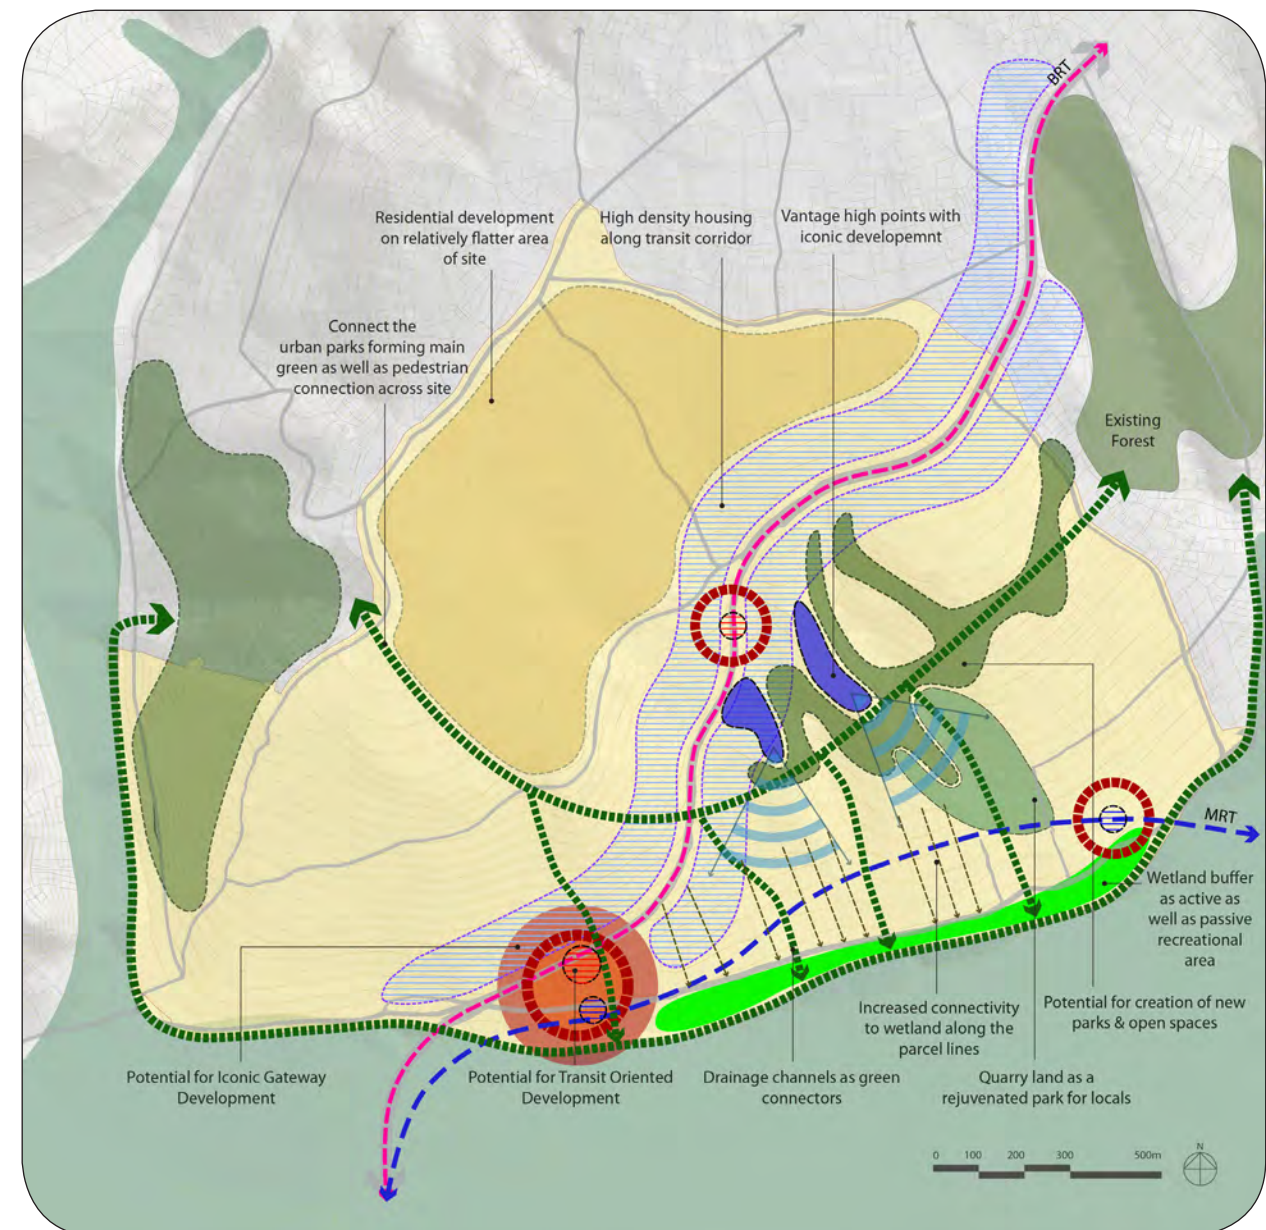 BRT
Residential development
on relatively flatter area
of site
High density housing
along transit corridor
Vantage high points with
iconic developemnt
Connect the
urban parks forming main
green as well as pedestrian
connection across site
Existing
Forest
MRT
Wetland buffer
as active as
well as passive
recreational
area
Increased connectivity
to wetland along the
parcel lines
Potential for creation of new
parks & open spaces
Potential for Iconic Gateway
Development
Potential for Transit Oriented
Development
Drainage channels as green
connectors
Quarry land as a
rejuvenated park for locals
0 100 200 300 500m
N